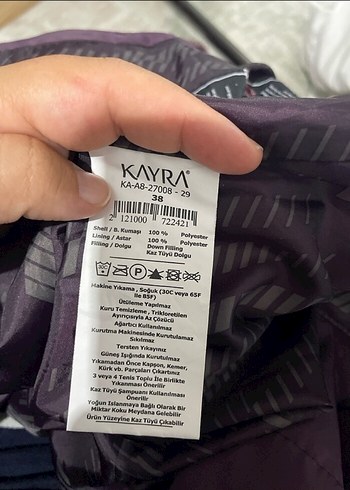 KAYRA
KA-A8-27008 - 29
38
2 121000 722421
Shell / B. Kumaşı 100 % Polyester
Lining / Astar 100 % Polyester
Filling / Dolgu Down Filling
Kaz Tüyü Dolgu
Makine Yıkama , Soğuk (30C veya 65F
ile 85F)
Ütüleme Yapılmaz
Kuru Temizleme , Trikloretilen
Ayırıcıyla Az Çözücü
Ağartıcı Kullanılmaz
Kurutma Makinesinde Kurutulamaz
Sıkılmaz
Tersten Yıkayınız
Güneş Işığında Kurutulmaz
Yıkamadan Önce Kapşon, Kemer,
Kürk vb. Parçaları Çıkartınız
3 veya 4 Tenis Toplu İle Birlikte
Yıkanması Önerilir
Kaz Tüyü Şampuanı Kullanılması
Önerilir
Yoğun Islanmaya Bağlı Olarak Bir
Miktar Koku Meydana Gelebilir
Ürün Yüzeyine Kaz Tüyü Çıkabilir